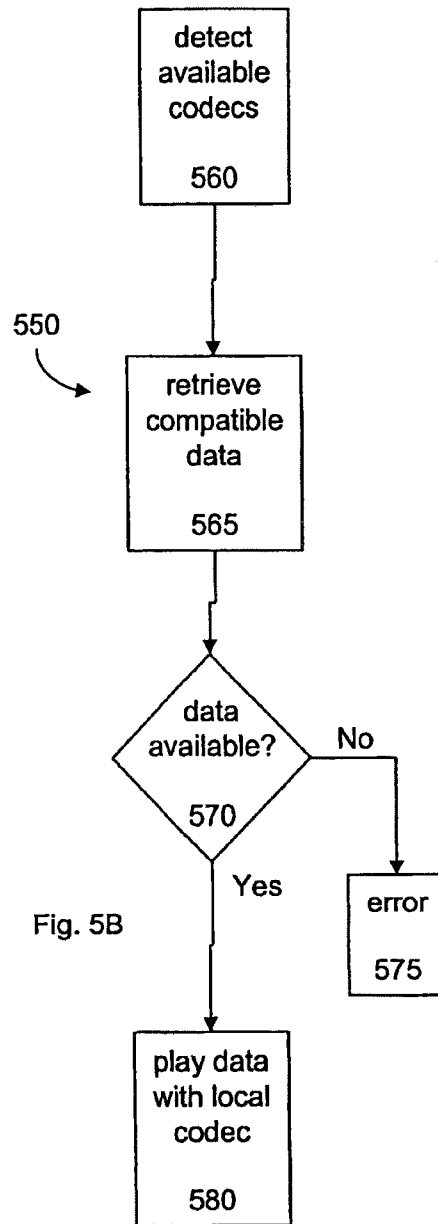 detect
available
codecs
560
550
retrieve
compatible
data
565
data
available?
570
No
Yes
error
575
Fig. 5B
play data
with local
codec
580